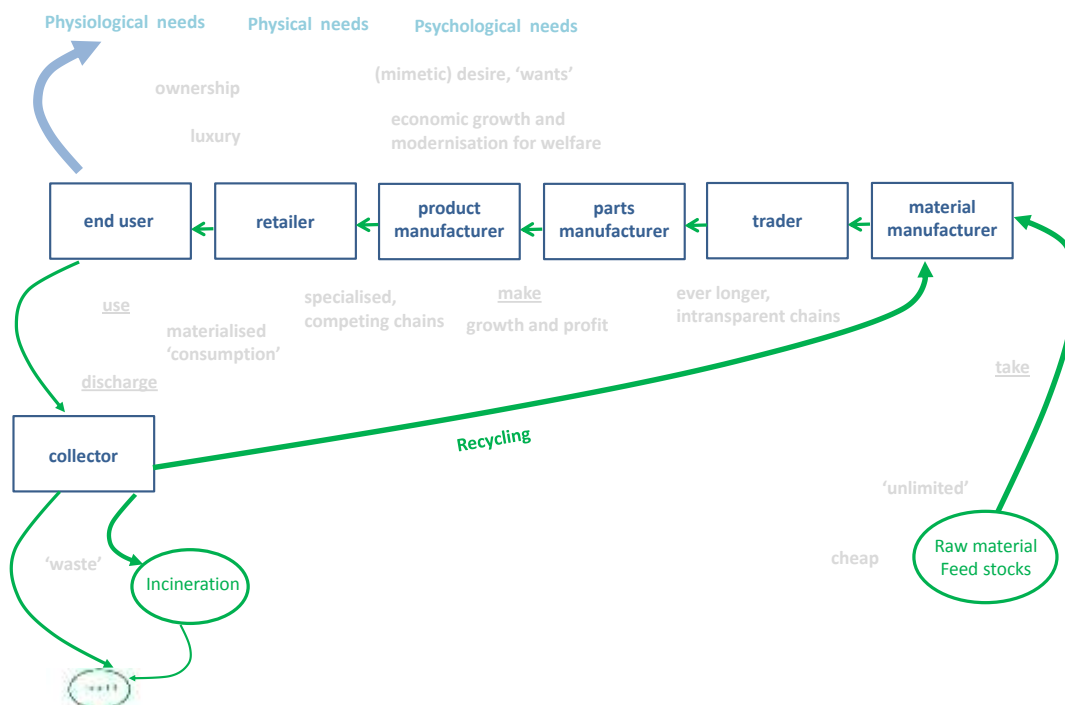 Physiological needs
Physical needs
Psychological needs
ownership
(mimetic) desire, ‘wants’
luxury
economic growth and
modernisation for welfare
end user
retailer
product
manufacturer
parts
manufacturer
trader
material
manufacturer
use
materialised
‘consumption’
specialised,
competing chains
make
growth and profit
ever longer,
intransparent chains
take
discharge
collector
Recycling
‘unlimited’
‘waste’
Incineration
cheap
Raw material
Feed stocks